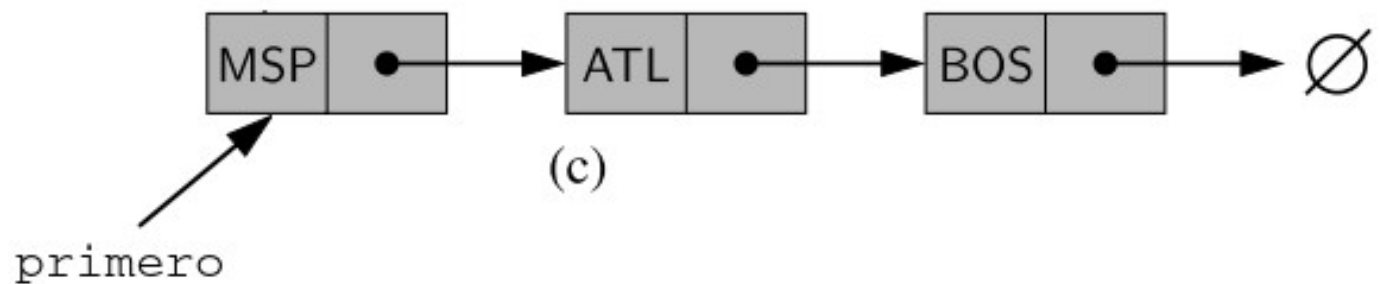 MSP ATL BOS ∅
(c)
primero